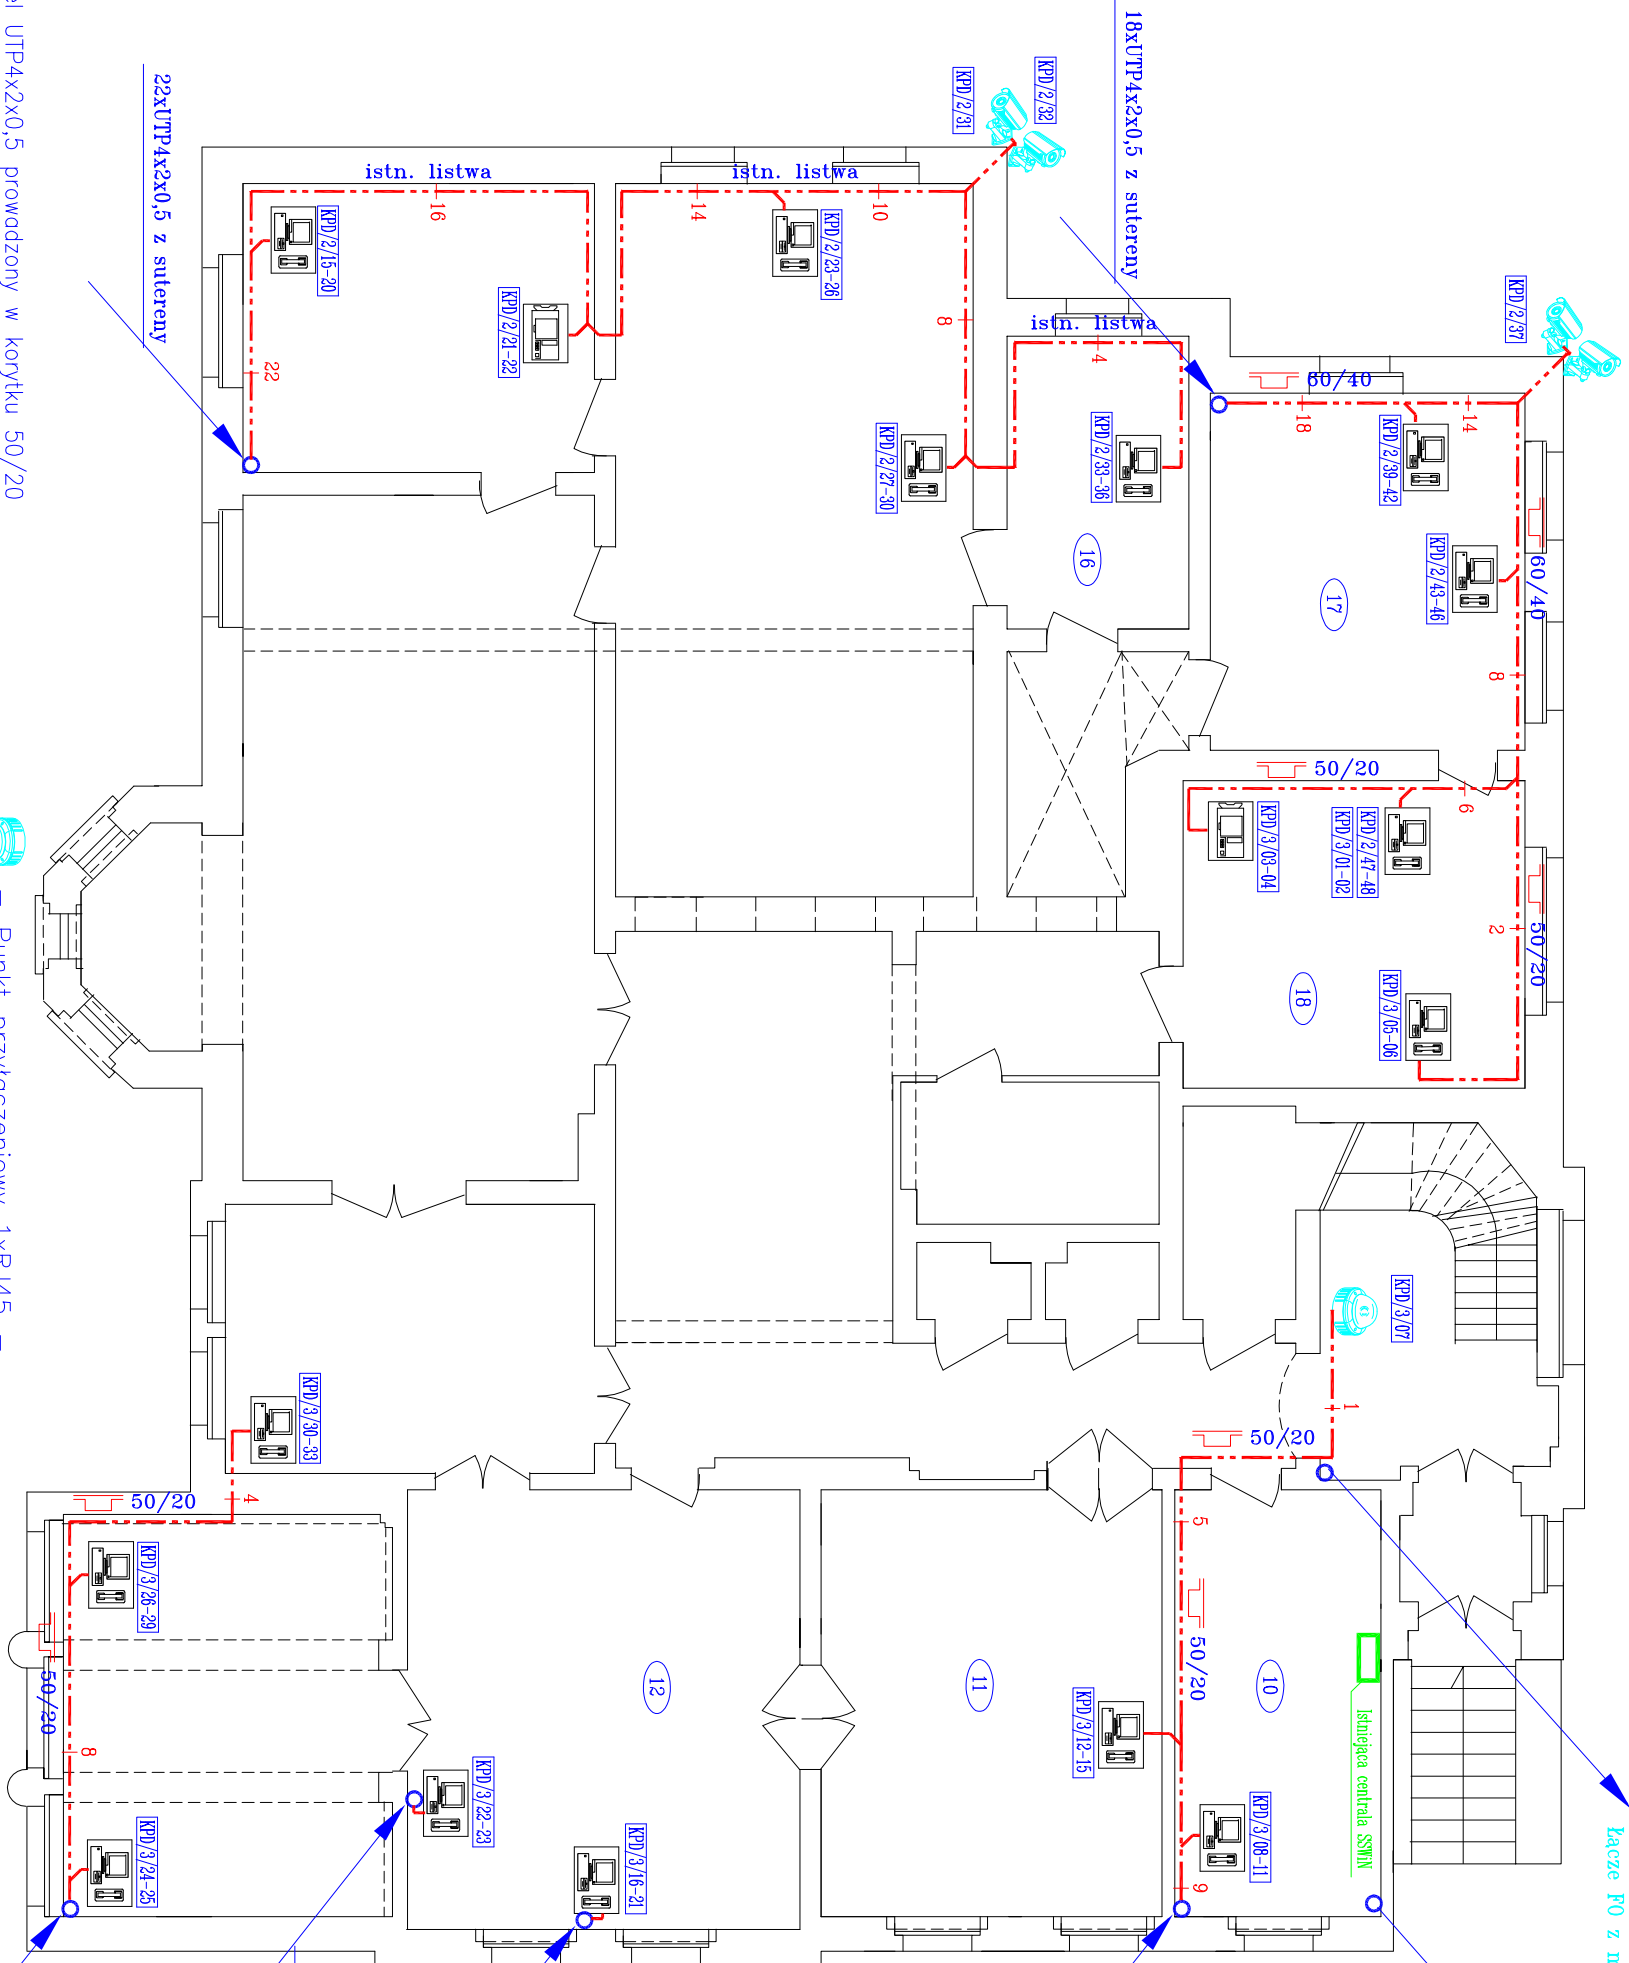 KPD/2/32
KPD/2/31
18xUTP4x2x0,5 z sutereny
22xUTP4x2x0,5 z sutereny
UTP4x2x0,5 prowadzony w korytku 50/20
istn. listwa
istn. listwa
istn. listwa
KPD/2/37
16
14
10
8
4
22
KPD/2/15-20
KPD/2/21-22
KPD/2/23-26
KPD/2/27-30
KPD/2/33-36
60/40
18
14
KPD/2/39-42
KPD/2/43-46
60/40
8
16
17
50/20
6
KPD/3/03-04
KPD/3/01-02
KPD/2/47-48
2
50/20
18
KPD/3/05-06
Punkt przyłączeniowy 1xRJ45
KPD/3/07
1
50/20
5
50/20
KPD/3/30-33
4
50/20
KPD/3/26-29
50/20
8
KPD/3/24-25
12
11
10
KPD/3/22-23
KPD/3/16-21
KPD/3/12-15
KPD/3/08-11
9
Istniejąca centrala SSWiN
Łącze FO z